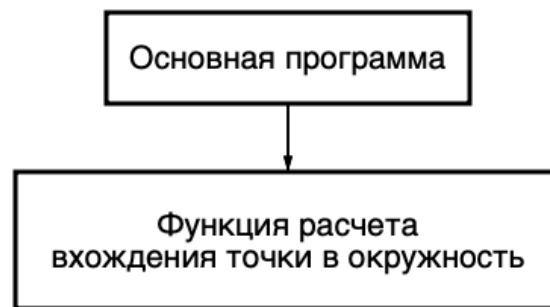 Основная программа
Функция расчета
вхождения точки в окружность